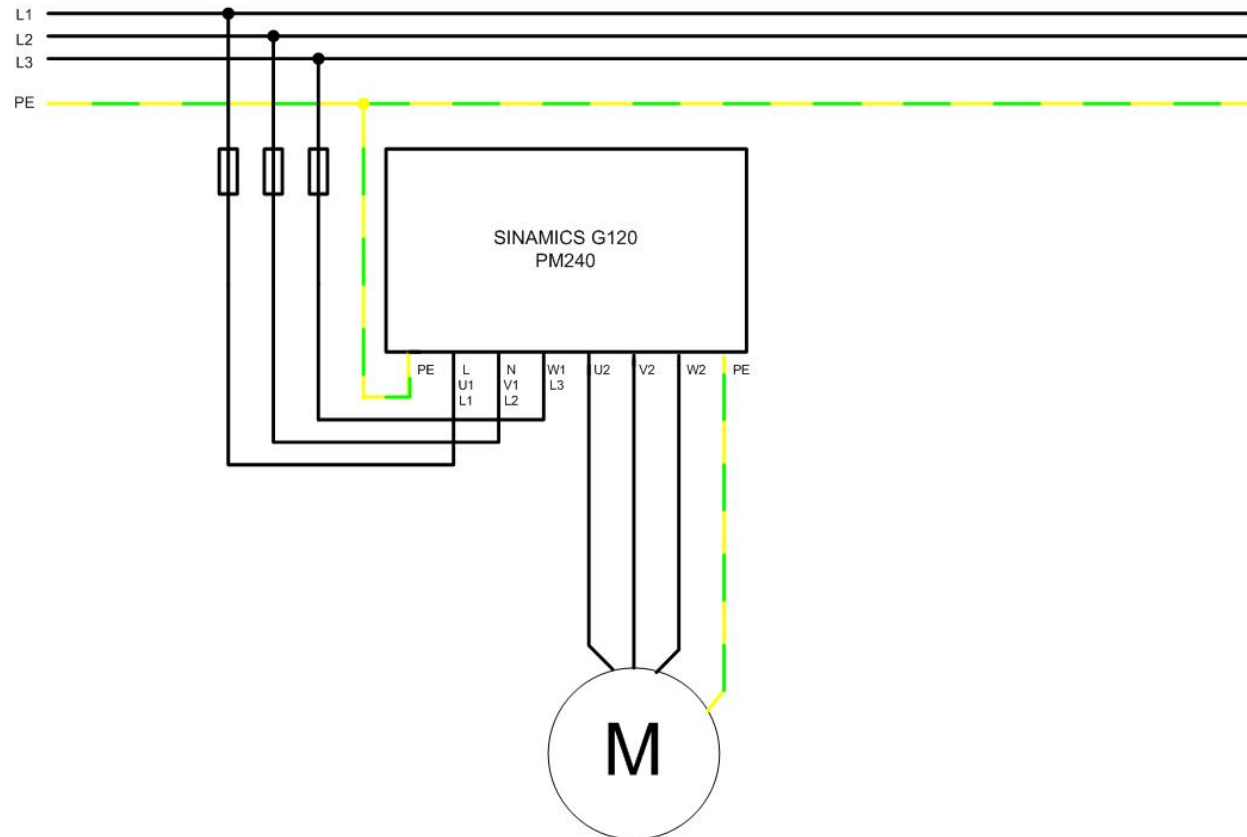 L1
L2
L3
PE
SINAMICS G120
PM240
PE L N W1 U2 V2 W2 PE
U1 V1 L3
L1 L2
M